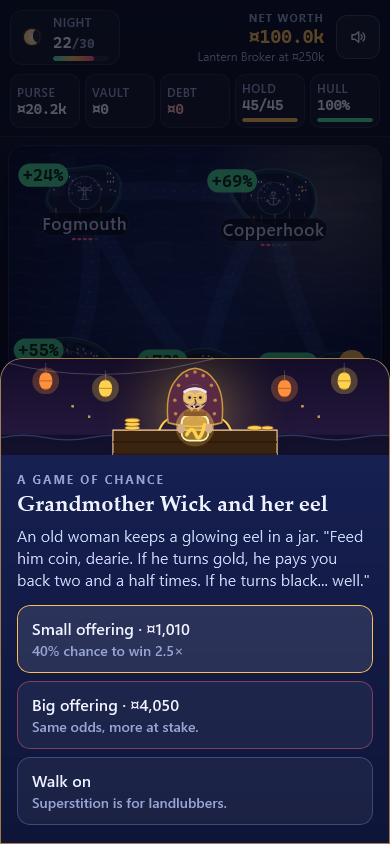 NIGHT
22/30
NET WORTH
¤100.0k
Lantern Broker at ¤250k
PURSE
¤20.2k
VAULT
¤0
DEBT
¤0
HOLD
45/45
HULL
100%
+24%
Fogmouth
+69%
Copperhook
+55%
A GAME OF CHANCE
Grandmother Wick and her eel
An old woman keeps a glowing eel in a jar. "Feed
him coin, dearie. If he turns gold, he pays you
back two and a half times. If he turns black... well."
Small offering · ¤1,010
40% chance to win 2.5×
Big offering · ¤4,050
Same odds, more at stake.
Walk on
Superstition is for landlubbers.